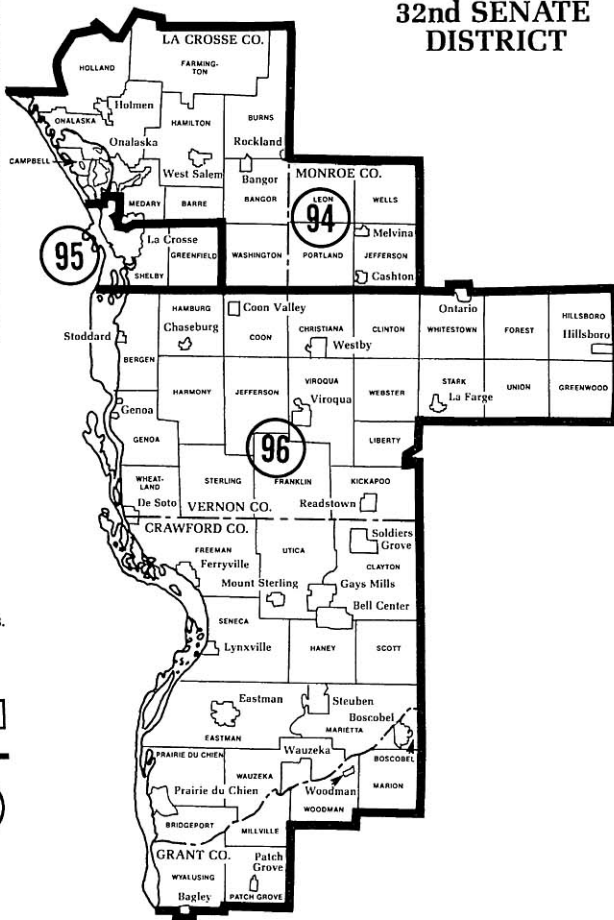 32nd SENATE
DISTRICT
LA CROSSE CO.
HOLLAND
FARMING-
TON
Holmen
ONALASKA
HAMILTON
BURNS
Onalaska
Rockland
CAMPBELL
West Salem
Bangor
MONROE CO.
MEDARY
BARRE
BANGOR
LEON
WELLS
94
95
La Crosse
Melvina
SHELBY
GREENFIELD
WASHINGTON
PORTLAND
JEFFERSON
Cashton
HAMBURG
Coon Valley
Ontario
HILLSBORO
Stoddard
Chaseburg
COON
CHRISTIANA
CLINTON
WHITESTOWN
FOREST
Hillsboro
Westby
BERGEN
HARMONY
JEFFERSON
VIROQUA
Viroqua
WEBSTER
STARK
La Farge
UNION
GREENWOOD
Genoa
GENOA
96
LIBERTY
WHEAT-
LAND
STERLING
FRANKLIN
KICKAPOO
De Soto
VERNON CO.
Readstown
CRAWFORD CO.
Soldiers
Grove
FREEMAN
UTICA
CLAYTON
Ferryville
Mount Sterling
Gays Mills
Bell Center
s.
SENECA
Lynxville
HANEY
SCOTT
Eastman
Steuben
Boscobel
EASTMAN
MARIETTA
PRAIRIE DU CHIEN
Wauzeka
BOSCOBEL
WAUZEKA
Prairie du Chien
Woodman
MARION
WOODMAN
BRIDGEPORT
MILLVILLE
GRANT CO.
Patch
Grove
WYALUSING
Bagley
PATCH GROVE